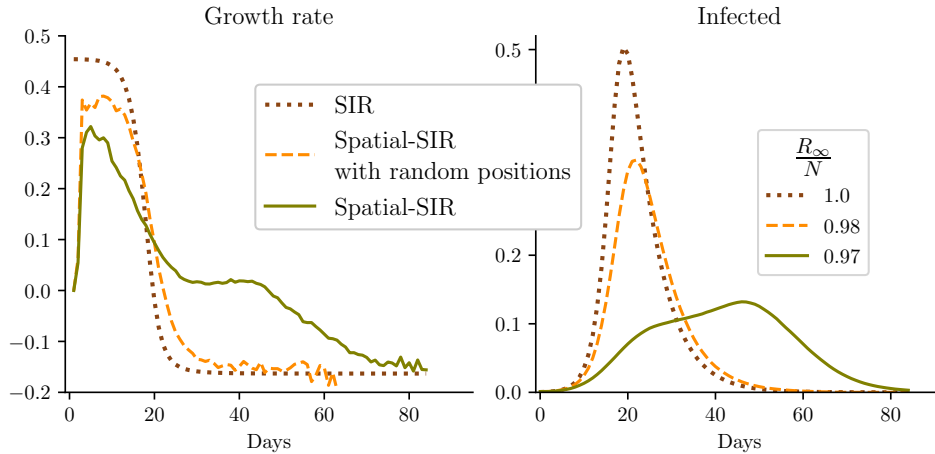 Growth rate
0.5
0.4
0.3
0.2
0.1
0.0
−0.1
−0.2
0
20
40
60
80
Days
SIR
Spatial-SIR
with random positions
Spatial-SIR
Infected
0.5
0.2
0.1
0.0
0
20
40
60
80
Days
R∞
N
1.0
0.98
0.97